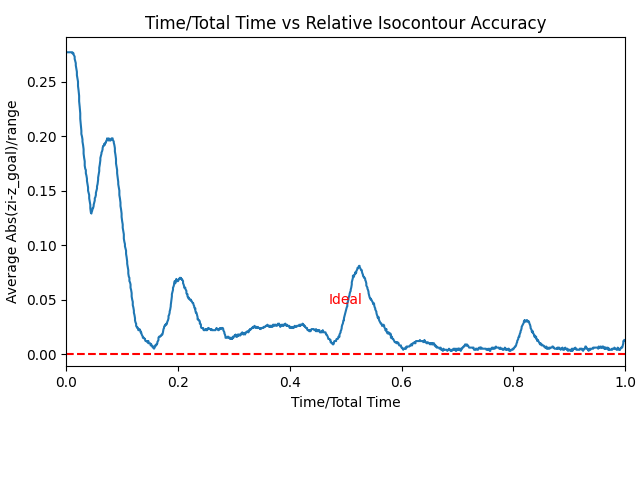 Time/Total Time vs Relative Isocontour Accuracy
Average Abs(zi-z_goal)/range
0.25
0.20
0.15
0.10
0.05
0.00
Ideal
0.0 0.2 0.4 0.6 0.8 1.0
Time/Total Time